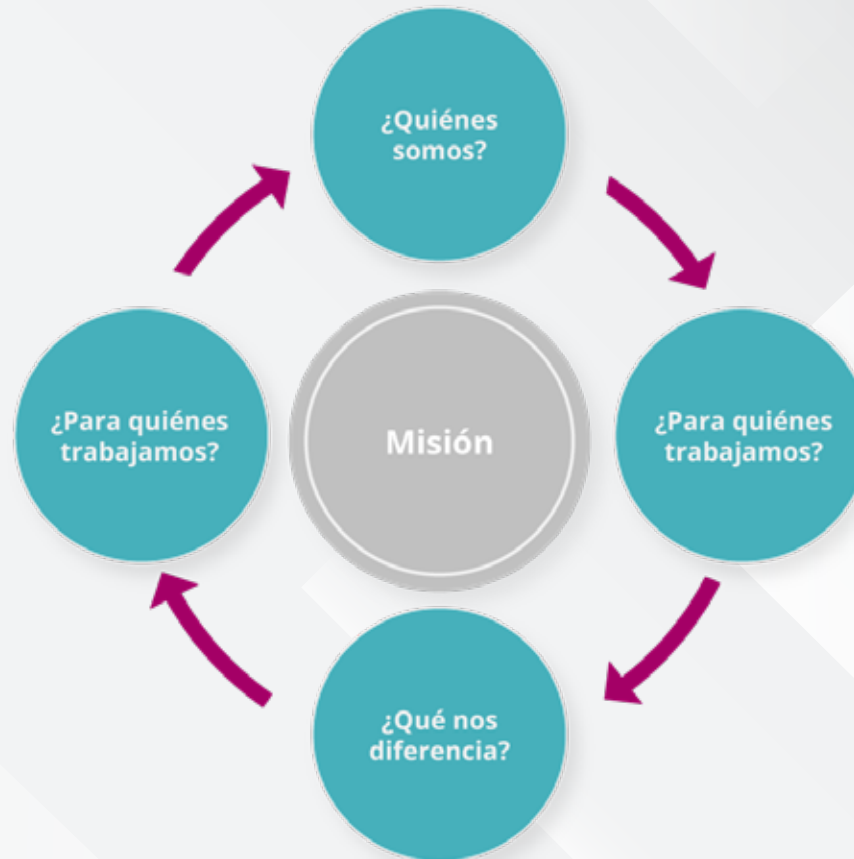 ¿Quiénes
somos?
¿Para quiénes
trabajamos?
Misión
¿Para quiénes
trabajamos?
¿Qué nos
diferencia?